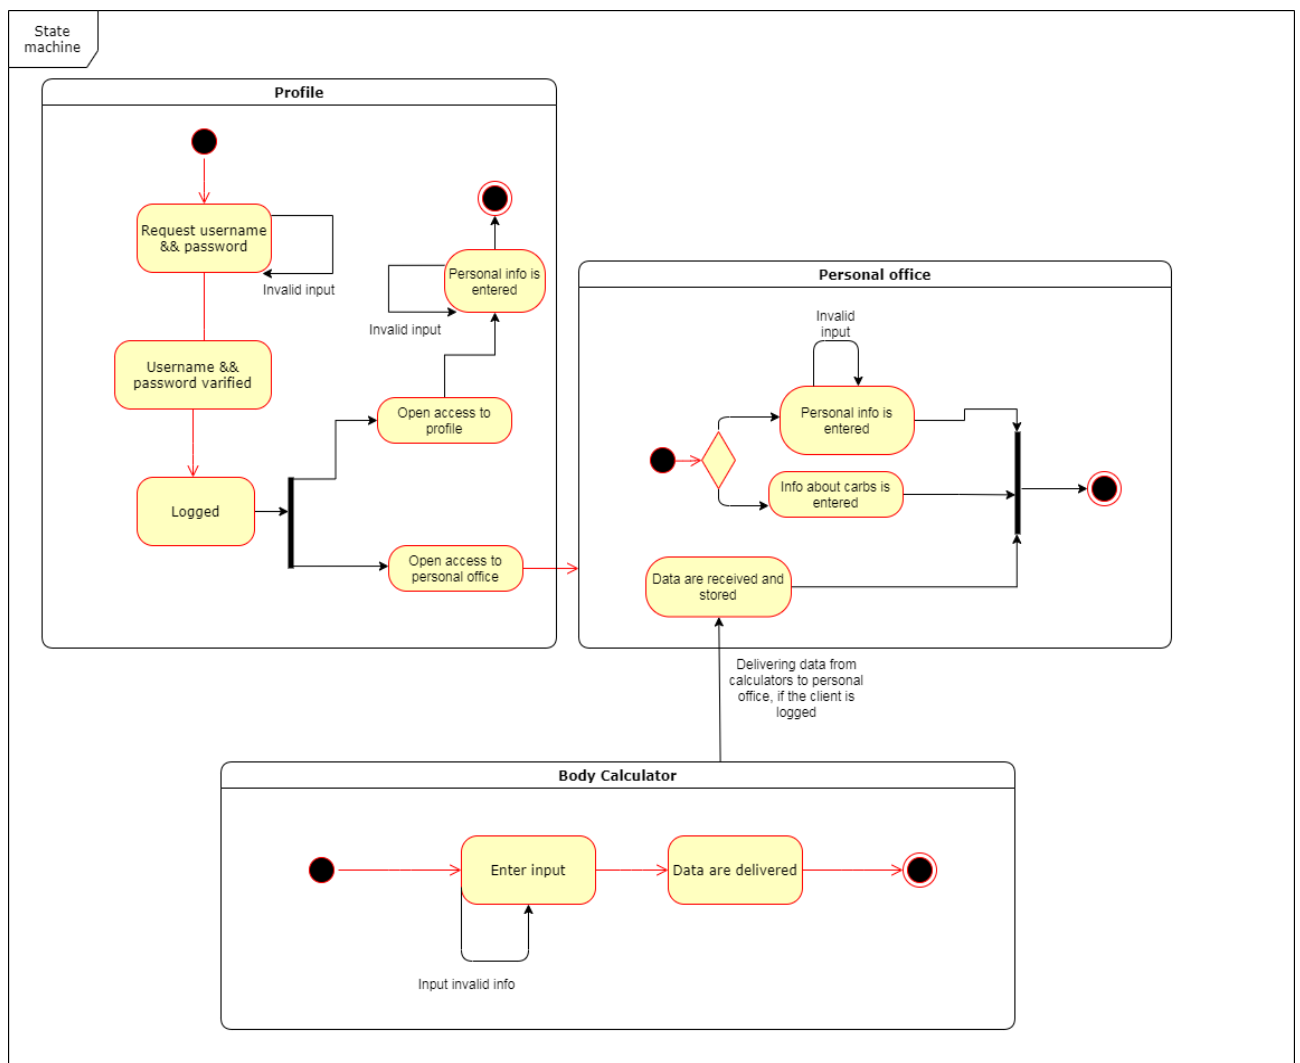 State
machine
Profile
Request username
&& password
Invalid input
Personal info is
entered
Invalid input
Username &&
password varified
Open access to
profile
Logged
Open access to
personal office
Personal office
Invalid
input
Personal info is
entered
Info about carbs is
entered
Data are received and
stored
Delivering data from
calculators to personal
office, if the client is
logged
Body Calculator
Enter input
Data are delivered
Input invalid info